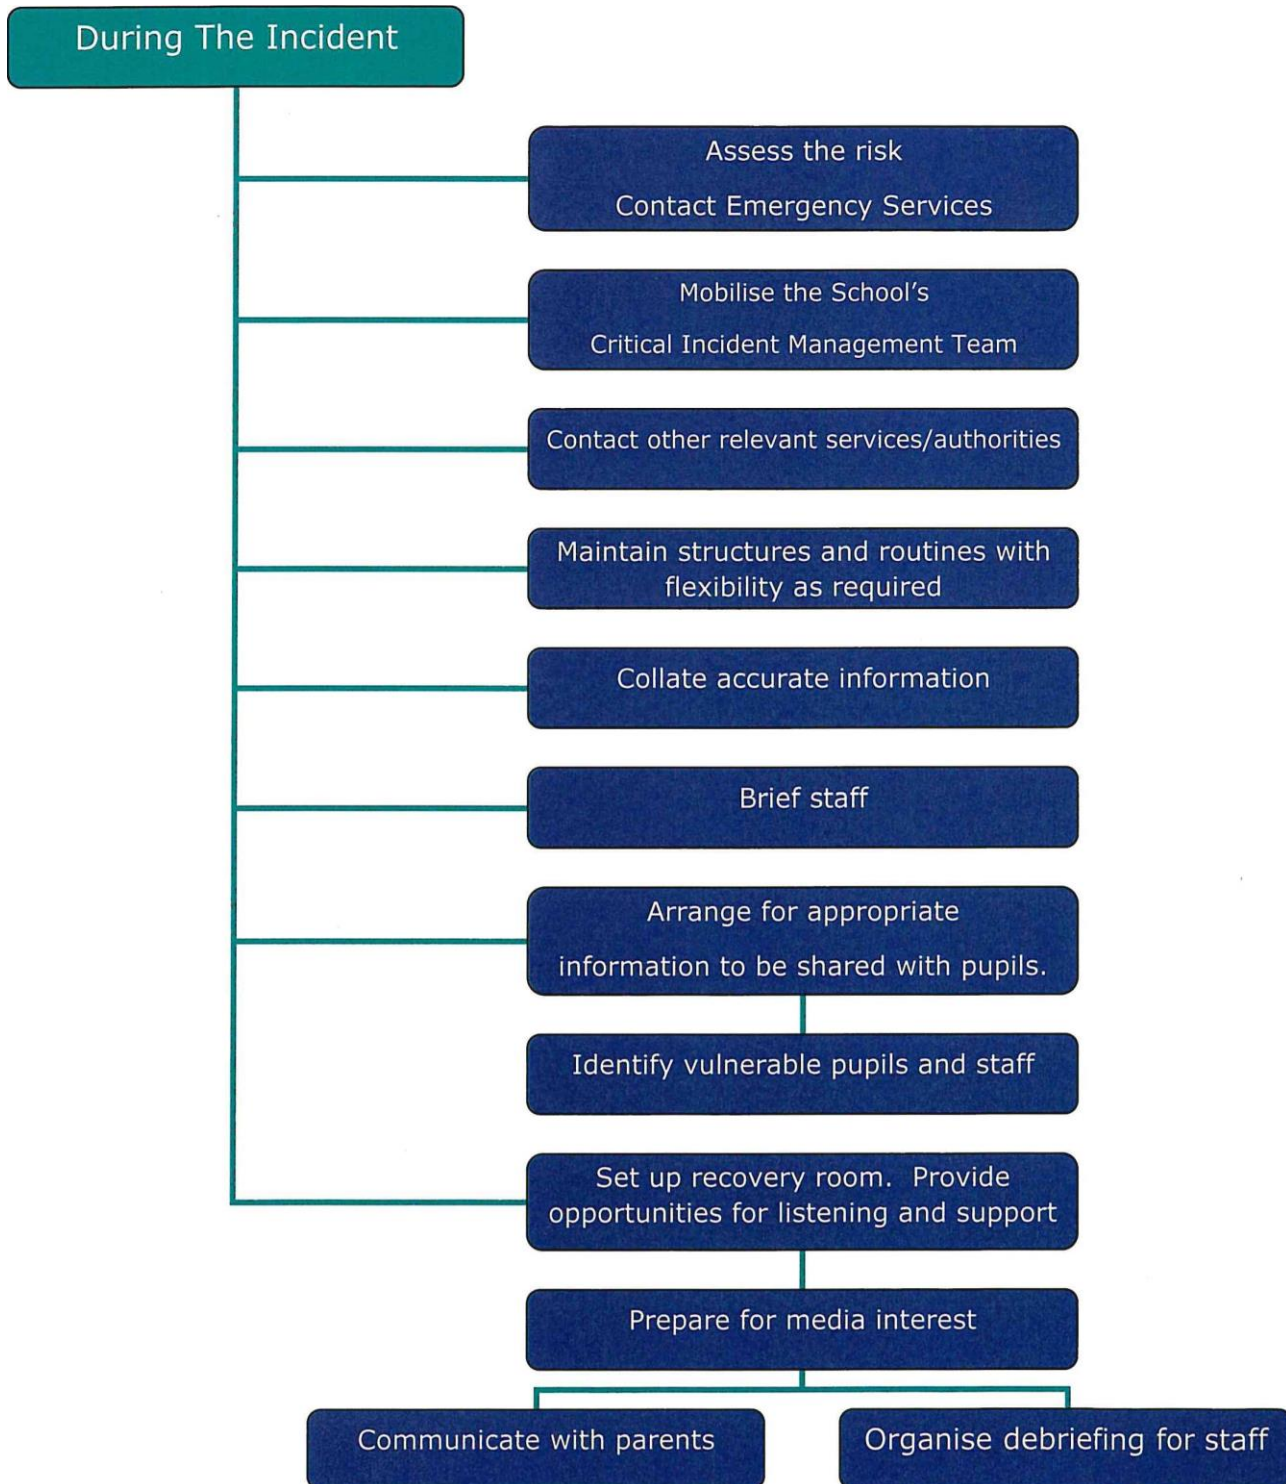 During The Incident
Assess the risk
Contact Emergency Services
Mobilise the School's
Critical Incident Management Team
Contact other relevant services/authorities
Maintain structures and routines with
flexibility as required
Collate accurate information
Brief staff
Arrange for appropriate
information to be shared with pupils.
Identify vulnerable pupils and staff
Set up recovery room.  Provide
opportunities for listening and support
Prepare for media interest
Communicate with parents
Organise debriefing for staff